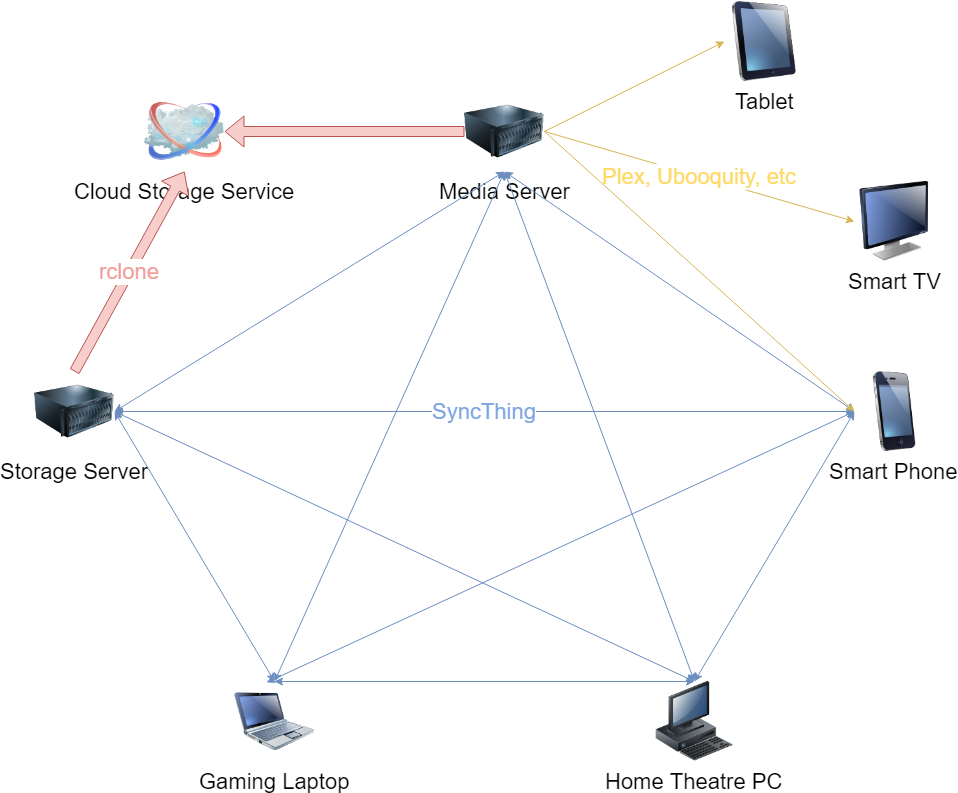 Tablet
Cloud Storage Service
Media Server
Plex, Ubooquity, etc
rclone
Smart TV
SyncThing
Storage Server
Smart Phone
Gaming Laptop
Home Theatre PC